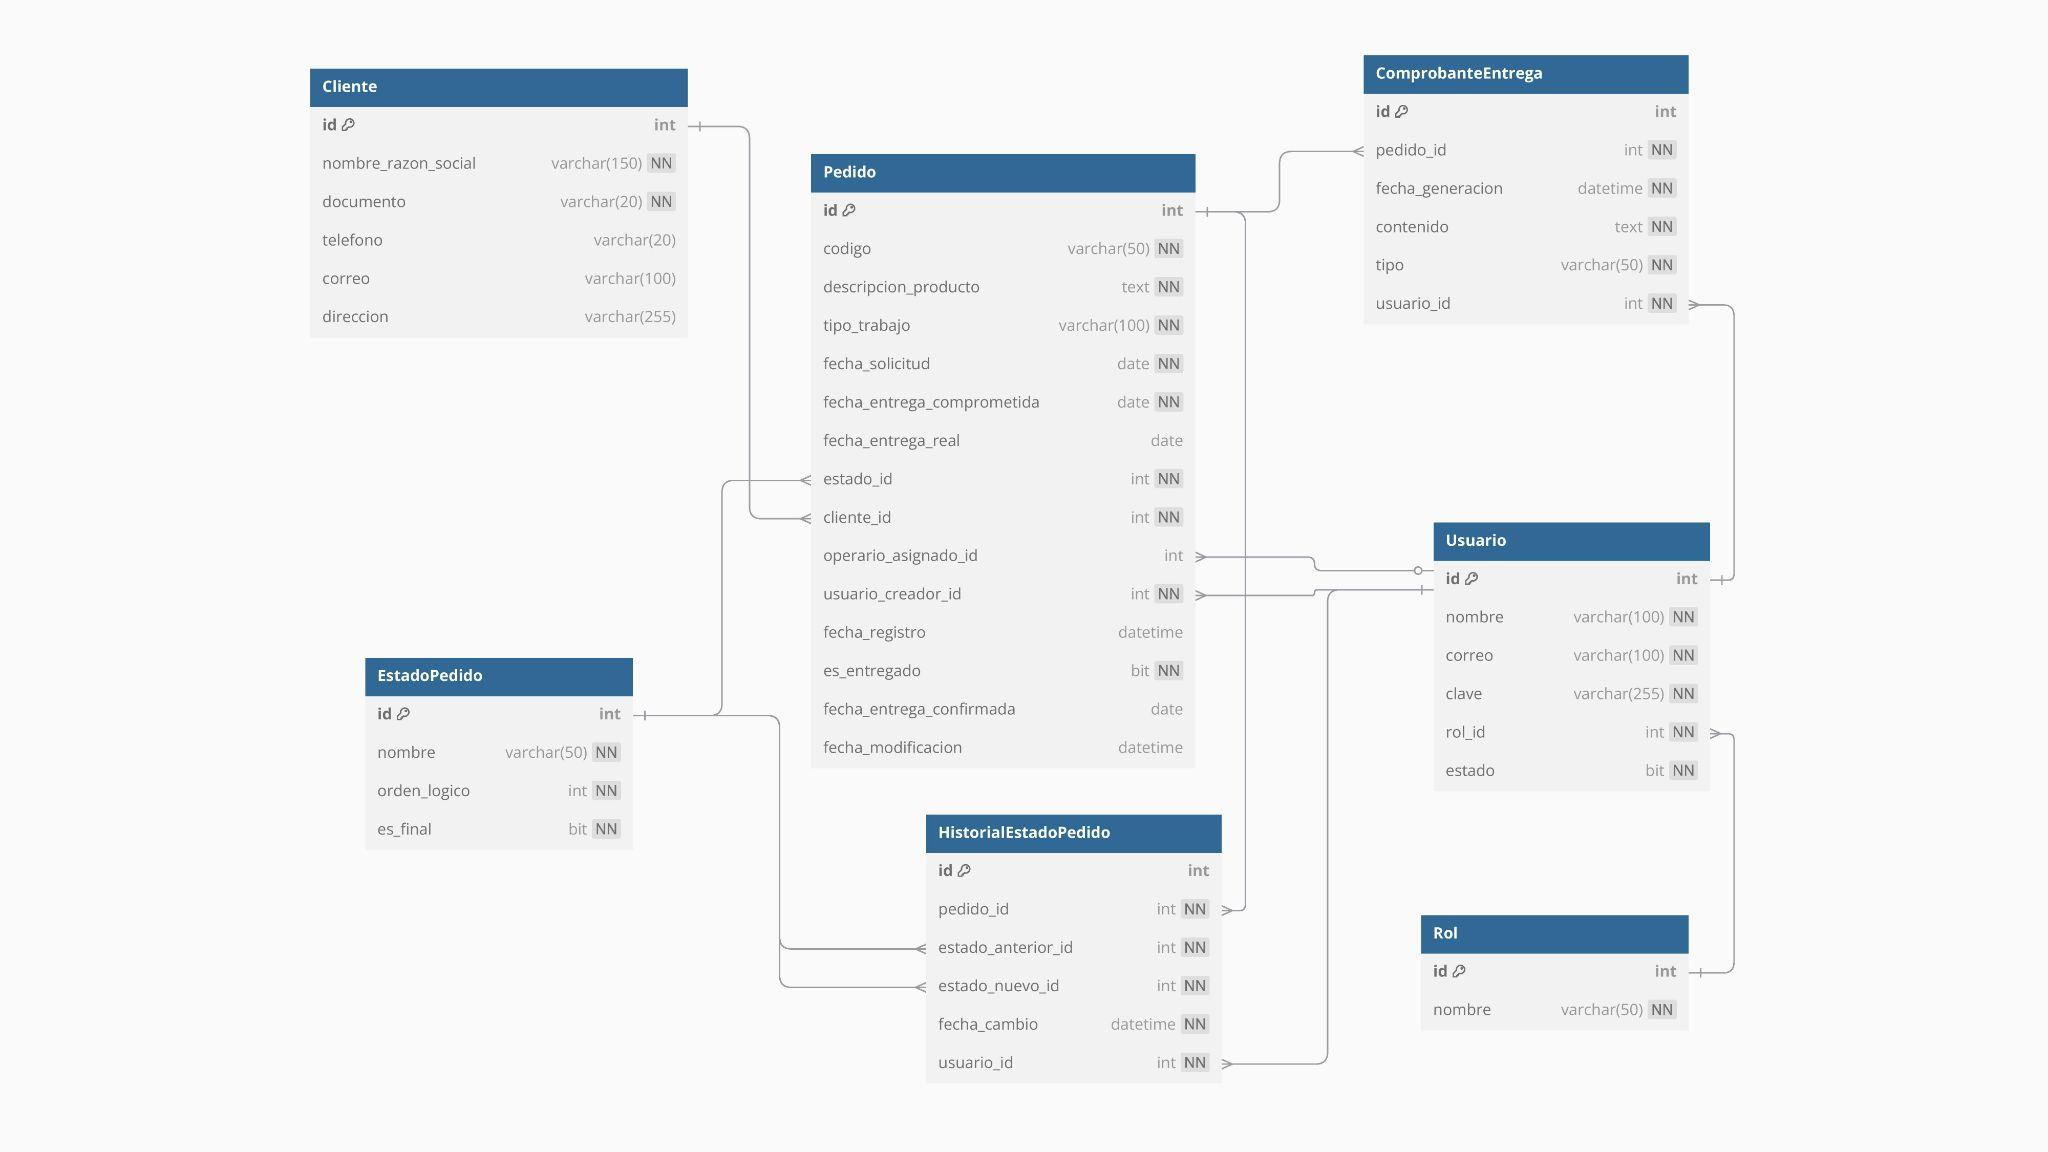 Cliente
id int
nombre_razon_social varchar(150) NN
documento varchar(20) NN
telefono varchar(20)
correo varchar(100)
direccion varchar(255)
Pedido
id int
codigo varchar(50) NN
descripcion_producto text NN
tipo_trabajo varchar(100) NN
fecha_solicitud date NN
fecha_entrega_comprometida date NN
fecha_entrega_real date
estado_id int NN
cliente_id int NN
operario_asignado_id int
usuario_creador_id int NN
fecha_registro datetime
es_entregado bit NN
fecha_entrega_confirmada date
fecha_modificacion datetime
ComprobanteEntrega
id int
pedido_id int NN
fecha_generacion datetime NN
contenido text NN
tipo varchar(50) NN
usuario_id int NN
Usuario
id int
nombre varchar(100) NN
correo varchar(100) NN
clave varchar(255) NN
rol_id int NN
estado bit NN
EstadoPedido
id int
nombre varchar(50) NN
orden_logico int NN
es_final bit NN
HistorialEstadoPedido
id int
pedido_id int NN
estado_anterior_id int NN
estado_nuevo_id int NN
fecha_cambio datetime NN
usuario_id int NN
Rol
id int
nombre varchar(50) NN